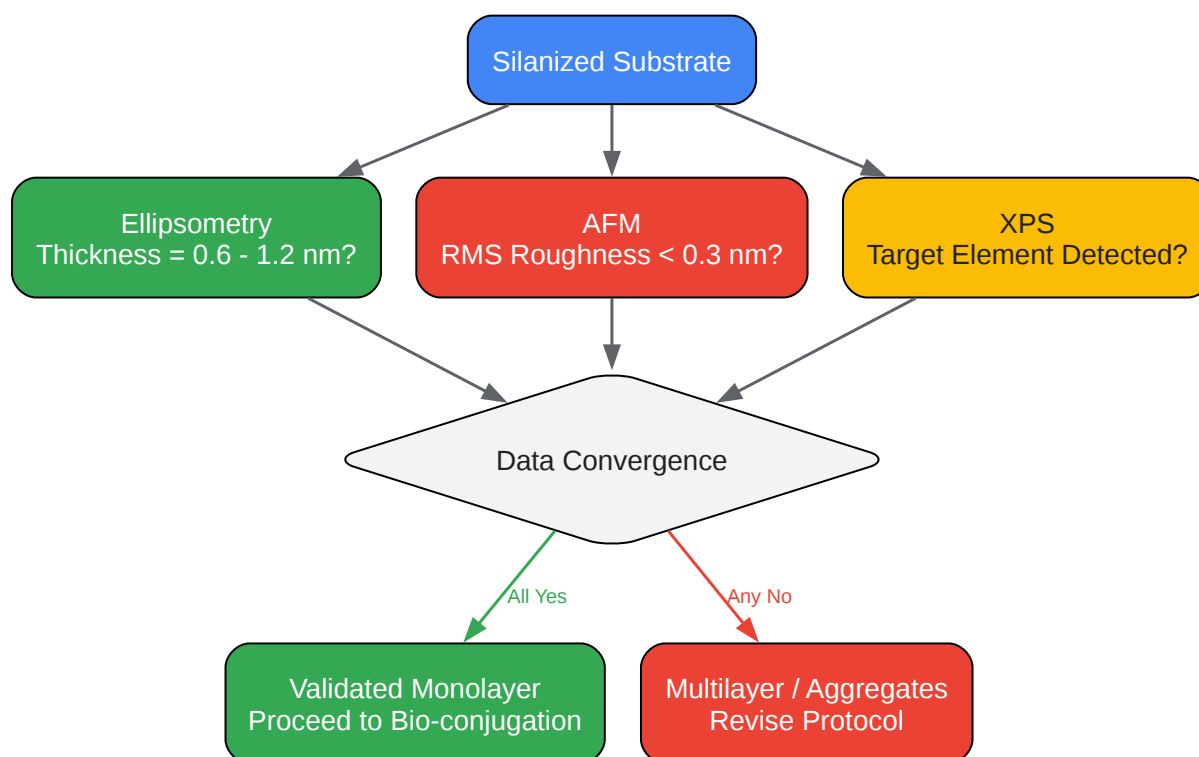 Silanized Substrate
Ellipsometry
Thickness = 0.6 - 1.2 nm?
AFM
RMS Roughness < 0.3 nm?
XPS
Target Element Detected?
Data Convergence
All Yes
Any No
Validated Monolayer
Proceed to Bio-conjugation
Multilayer / Aggregates
Revise Protocol